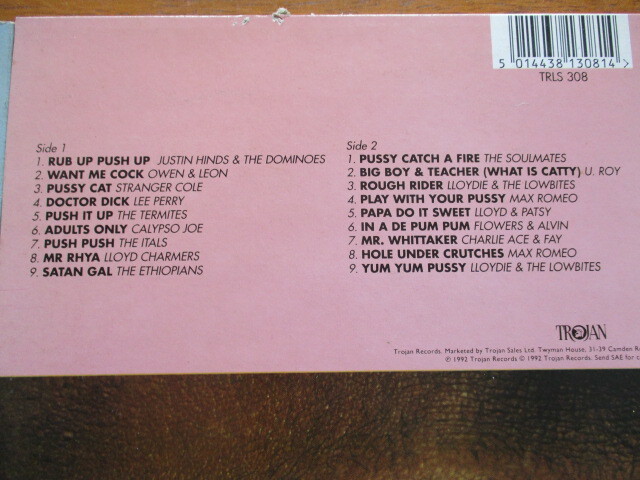 5 014438 130814 >
TRLS 308
Side 1
1. RUB UP PUSH UP JUSTIN HINDS & THE DOMINOES
2. WANT ME COCK OWEN & LEON
3. PUSSY CAT STRANGER COLE
4. DOCTOR DICK LEE PERRY
5. PUSH IT UP THE TERMITES
6. ADULTS ONLY CALYPSO JOE
7. PUSH PUSH THE ITALS
8. MR RHYA LLOYD CHARMERS
9. SATAN GAL THE ETHIOPIANS
Side 2
1. PUSSY CATCH A FIRE THE SOULMATES
2. BIG BOY & TEACHER (WHAT IS CATTY) U. ROY
3. ROUGH RIDER LLOYDIE & THE LOWBITES
4. PLAY WITH YOUR PUSSY MAX ROMEO
5. PAPA DO IT SWEET LLOYD & PATSY
6. IN A DE PUM PUM FLOWERS & ALVIN
7. MR. WHITTAKER CHARLIE ACE & FAY
8. HOLE UNDER CRUTCHES MAX ROMEO
9. YUM YUM PUSSY LLOYDIE & THE LOWBITES
TROJAN
Trojan Records. Marketed by Trojan Sales Ltd. Twyman House, 31-39 Camden
℗ 1992 Trojan Records © 1992 Trojan Records. Send SAE for